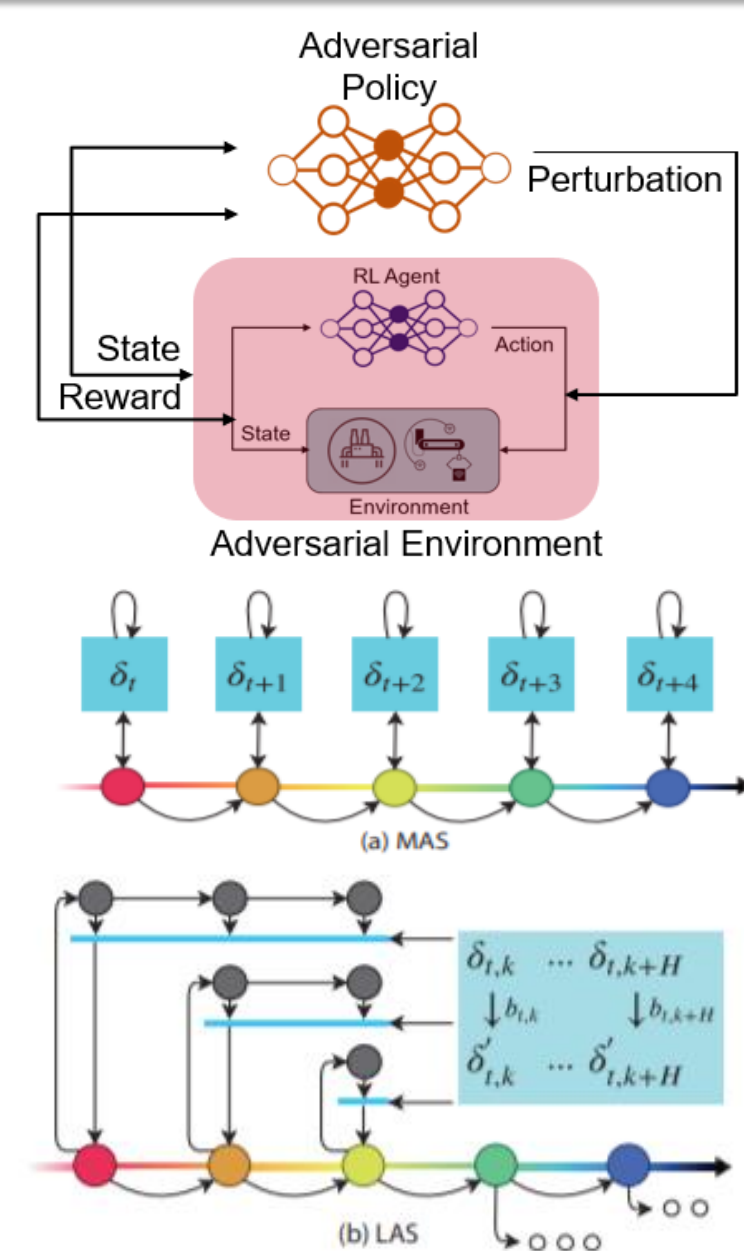 Adversarial
Policy
Perturbation
RL Agent
Action
State
Reward
State
Environment
Adversarial Environment
δt δt+1 δt+2 δt+3 δt+4
(a) MAS
δt,k ... δt,k+H
↓bt,k ↓bt,k+H
δ't,k ... δ't,k+H
(b) LAS